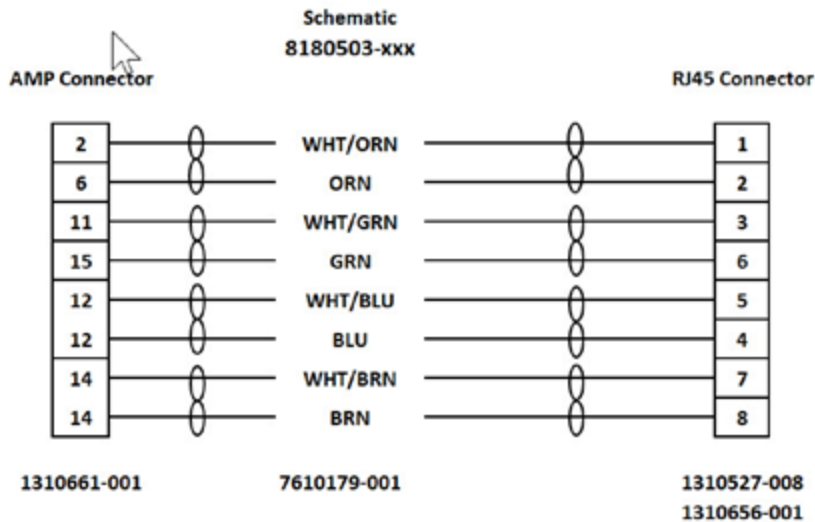 Schematic
8180503-xxx
AMP Connector RJ45 Connector
2 WHT/ORN 1
6 ORN 2
11 WHT/GRN 3
15 GRN 6
12 WHT/BLU 5
12 BLU 4
14 WHT/BRN 7
14 BRN 8
1310661-001 7610179-001 1310527-008
1310656-001